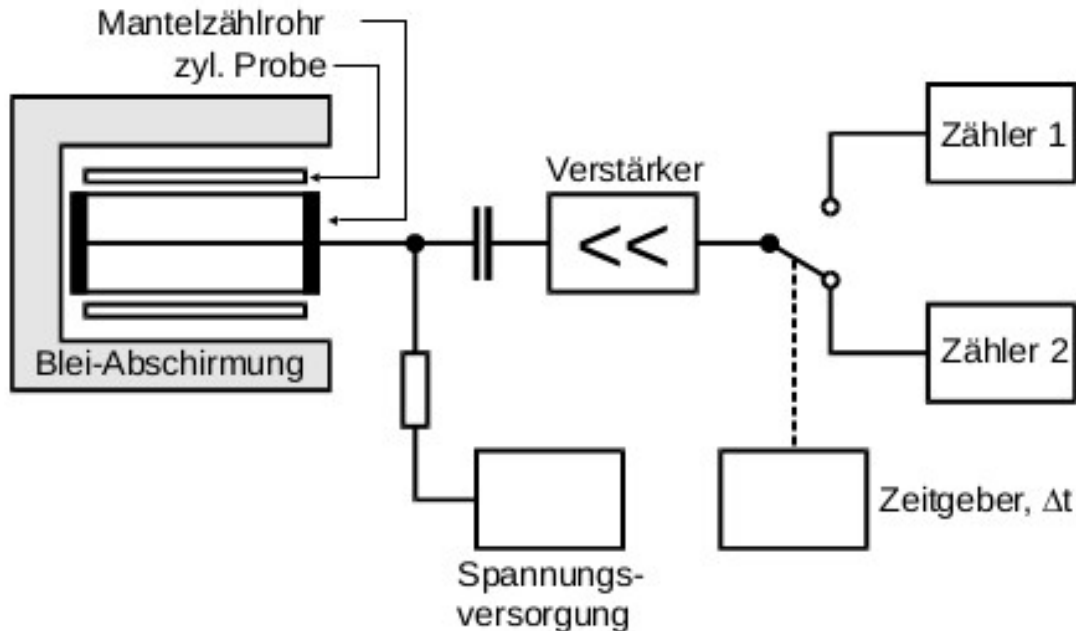 Mantelzählrohr
zyl. Probe
Zähler 1
Verstärker
<<
Zähler 2
Blei-Abschirmung
Zeitgeber, Δt
Spannungs-
versorgung